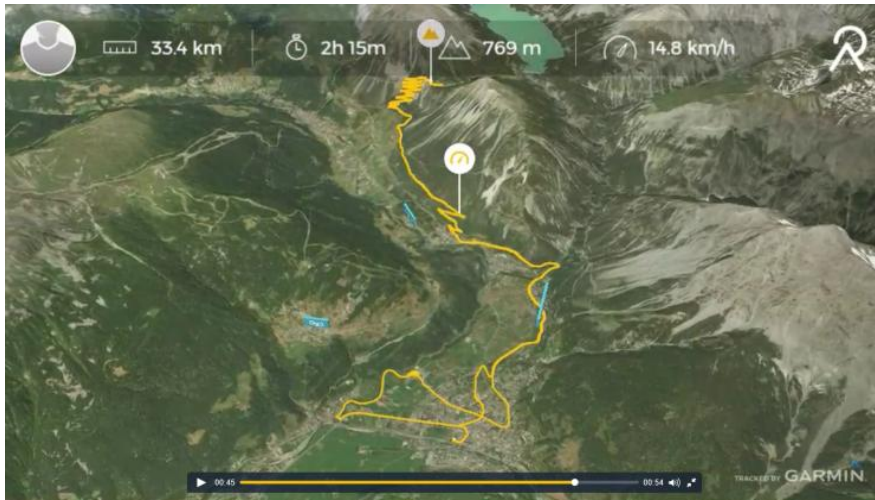 33.4 km
2h 15m
769 m
14.8 km/h
00:45
00:54
TRACKED BY GARMIN